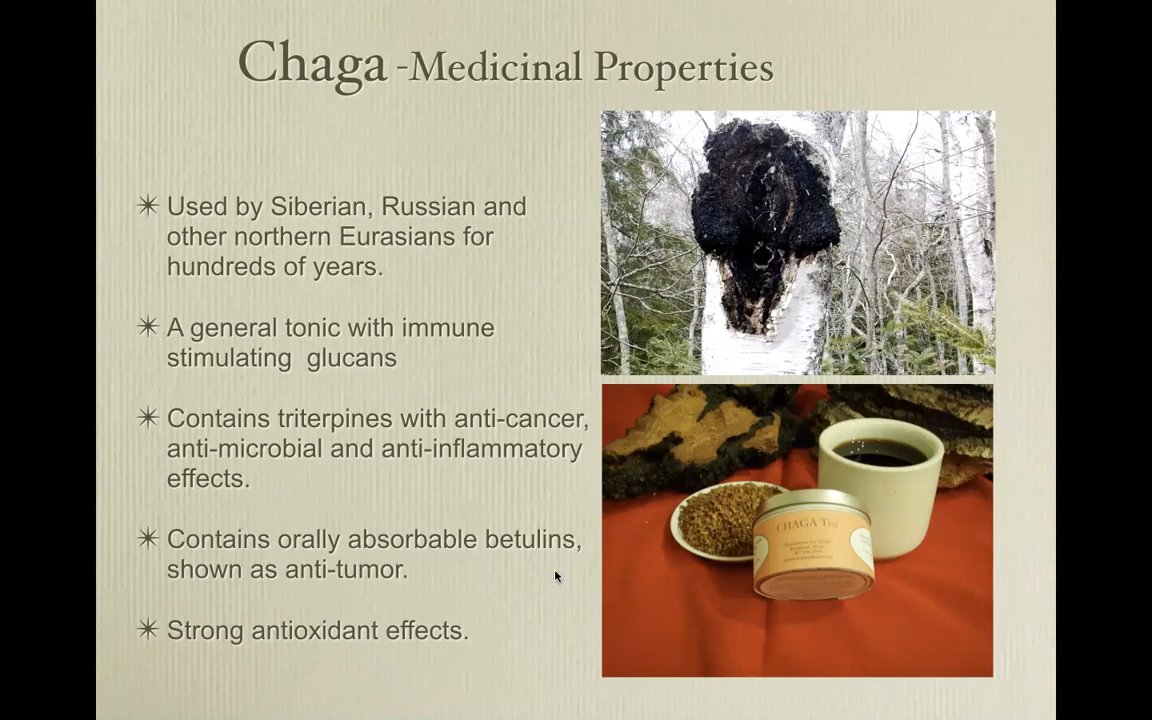 Chaga -Medicinal Properties
Used by Siberian, Russian and
other northern Eurasians for
hundreds of years.
A general tonic with immune
stimulating glucans
Contains triterpines with anti-cancer,
anti-microbial and anti-inflammatory
effects.
Contains orally absorbable betulins,
shown as anti-tumor.
Strong antioxidant effects.
CHAGA Tea